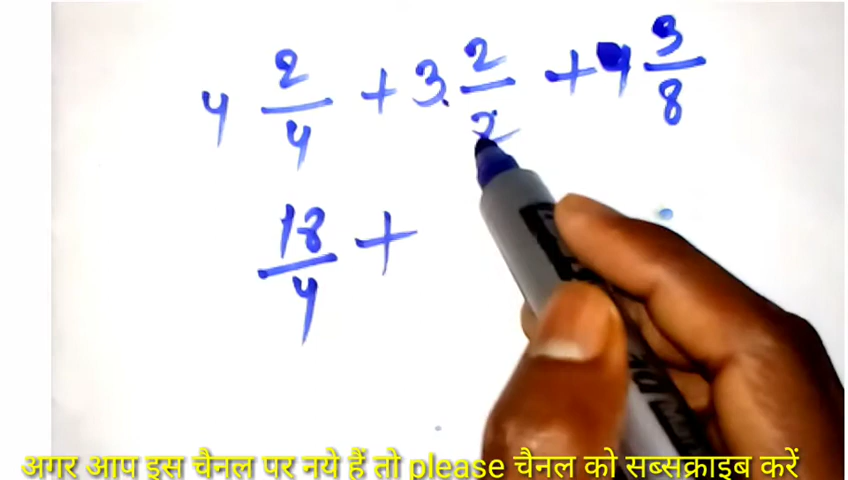 4 2/4 + 3 2/2 + 4 3/8
18/4 +
अगर आप इस चैनल पर नये हैं तो please चैनल को सब्सक्राइब करें